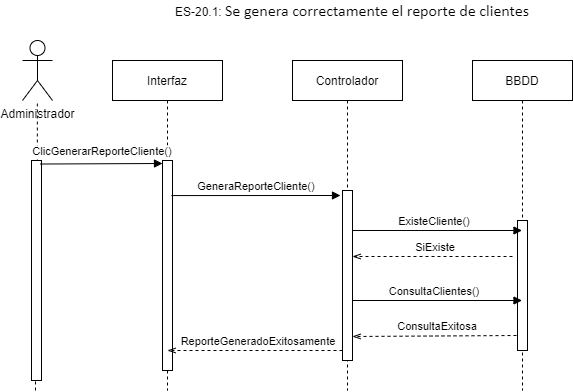 ES-20.1: Se genera correctamente el reporte de clientes
Interfaz
Controlador
BBDD
Administrador
ClicGenerarReporteCliente()
GeneraReporteCliente()
ExisteCliente()
SiExiste
ConsultaClientes()
ConsultaExitosa
ReporteGeneradoExitosamente